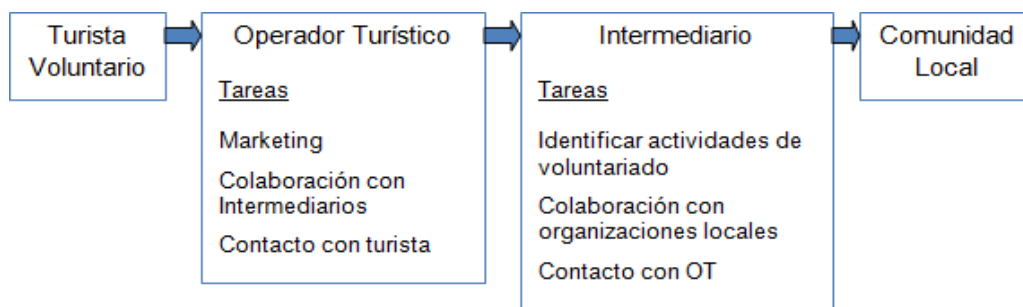 Turista
Voluntario
Operador Turístico
Tareas
Marketing
Colaboración con
Intermediarios
Contacto con turista
Intermediario
Tareas
Identificar actividades de
voluntariado
Colaboración con
organizaciones locales
Contacto con OT
Comunidad
Local